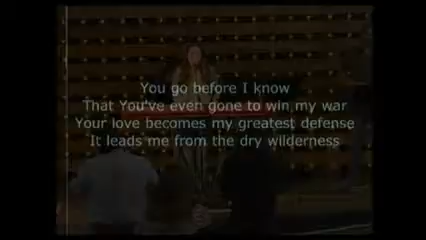 You go before I know
That You've even gone to win my war
Your love becomes my greatest defense
It leads me from the dry wilderness